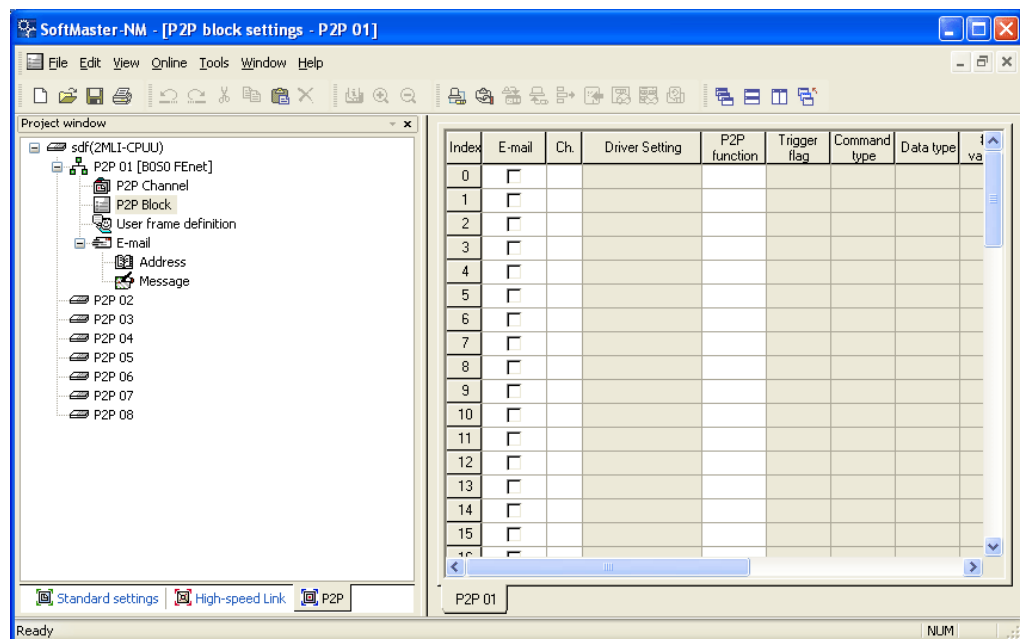 SoftMaster-NM - [P2P block settings - P2P 01]
File Edit View Online Tools Window Help
Project window
sdf(2MLI-CPUU)
P2P 01 [B0S0 FEnet]
P2P Channel
P2P Block
User frame definition
E-mail
Address
Message
P2P 02
P2P 03
P2P 04
P2P 05
P2P 06
P2P 07
P2P 08
Standard settings High-speed Link P2P
Index E-mail Ch. Driver Setting P2P function Trigger flag Command type Data type
0
1
2
3
4
5
6
7
8
9
10
11
12
13
14
15
P2P 01
Ready NUM